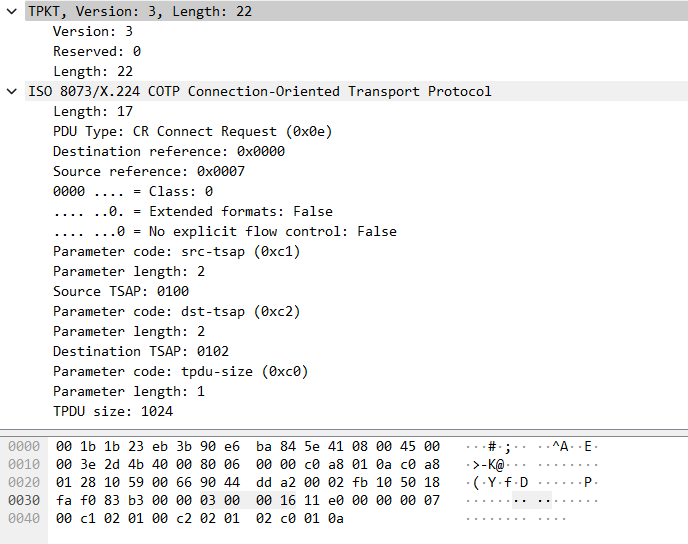 TPKT, Version: 3, Length: 22
Version: 3
Reserved: 0
Length: 22
ISO 8073/X.224 COTP Connection-Oriented Transport Protocol
Length: 17
PDU Type: CR Connect Request (0x0e)
Destination reference: 0x0000
Source reference: 0x0007
0000 .... = Class: 0
.... ..0. = Extended formats: False
.... ...0 = No explicit flow control: False
Parameter code: src-tsap (0xc1)
Parameter length: 2
Source TSAP: 0100
Parameter code: dst-tsap (0xc2)
Parameter length: 2
Destination TSAP: 0102
Parameter code: tpdu-size (0xc0)
Parameter length: 1
TPDU size: 1024
0000 00 1b 1b 23 eb 3b 90 e6 ba 84 5e 41 08 00 45 00 ···#·;·· ··^A··E·
0010 00 3e 2d 4b 40 00 80 06 00 00 c0 a8 01 0a c0 a8 ·>-K@··· ········
0020 01 28 10 59 00 66 90 44 dd a2 00 02 fb 10 50 18 ·(·Y·f·D ······P·
0030 fa f0 83 b3 00 00 03 00 00 16 11 e0 00 00 00 07 ········ ········
0040 00 c1 02 01 00 c2 02 01 02 c0 01 0a ········ ····